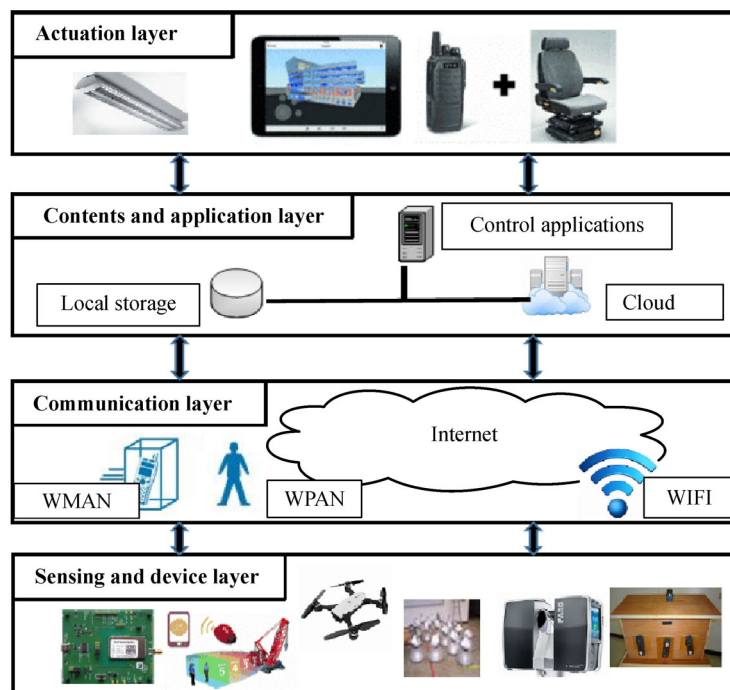 Actuation layer
Contents and application layer
Control applications
Local storage
Cloud
Communication layer
Internet
WMAN
WPAN
WIFI
Sensing and device layer
FARO